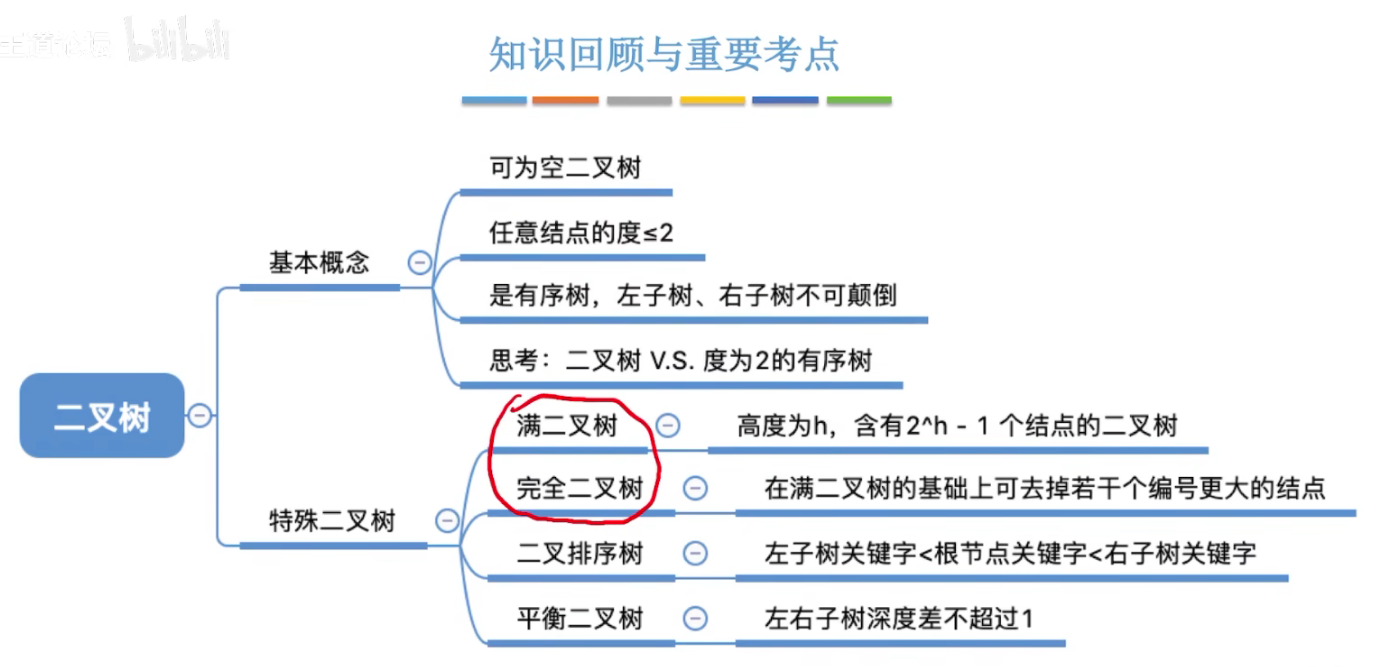 bilibili
知识回顾与重要考点
可为空二叉树
任意结点的度≤2
基本概念
是有序树，左子树、右子树不可颠倒
思考：二叉树 V.S. 度为2的有序树
二叉树
满二叉树 高度为h，含有2^h - 1 个结点的二叉树
完全二叉树 在满二叉树的基础上可去掉若干个编号更大的结点
特殊二叉树
二叉排序树 左子树关键字<根节点关键字<右子树关键字
平衡二叉树 左右子树深度差不超过1